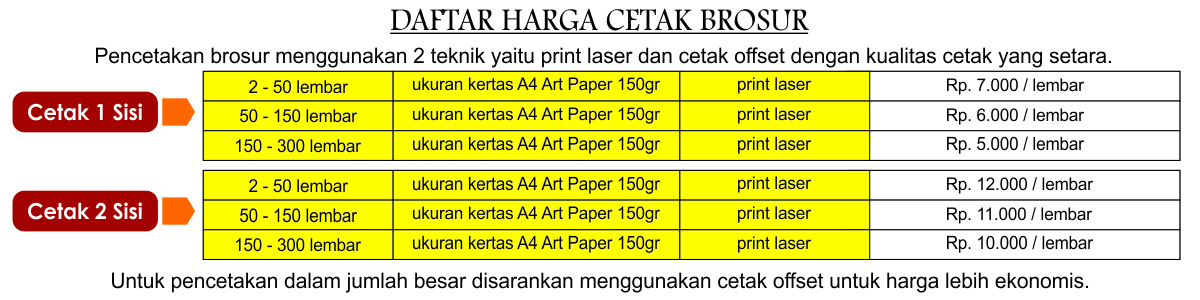 DAFTAR HARGA CETAK BROSUR
Pencetakan brosur menggunakan 2 teknik yaitu print laser dan cetak offset dengan kualitas cetak yang setara.
Cetak 1 Sisi
2 - 50 lembar ukuran kertas A4 Art Paper 150gr print laser Rp. 7.000 / lembar
50 - 150 lembar ukuran kertas A4 Art Paper 150gr print laser Rp. 6.000 / lembar
150 - 300 lembar ukuran kertas A4 Art Paper 150gr print laser Rp. 5.000 / lembar
Cetak 2 Sisi
2 - 50 lembar ukuran kertas A4 Art Paper 150gr print laser Rp. 12.000 / lembar
50 - 150 lembar ukuran kertas A4 Art Paper 150gr print laser Rp. 11.000 / lembar
150 - 300 lembar ukuran kertas A4 Art Paper 150gr print laser Rp. 10.000 / lembar
Untuk pencetakan dalam jumlah besar disarankan menggunakan cetak offset untuk harga lebih ekonomis.